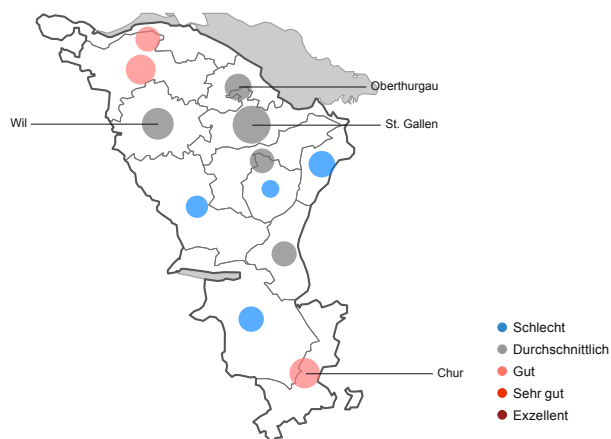 Oberthurgau
Wil
St. Gallen
Schlecht
Durchschnittlich
Gut
Chur
Sehr gut
Exzellent